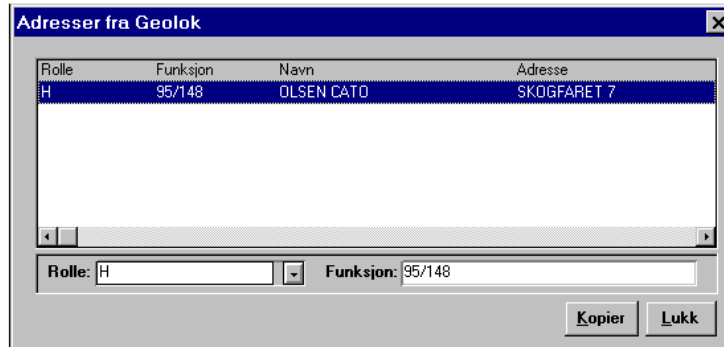 Adresser fra Geolok
Rolle Funksjon Navn Adresse
H 95/148 OLSEN CATO SKOGFARET 7
Rolle: H Funksjon: 95/148
Kopier Lukk